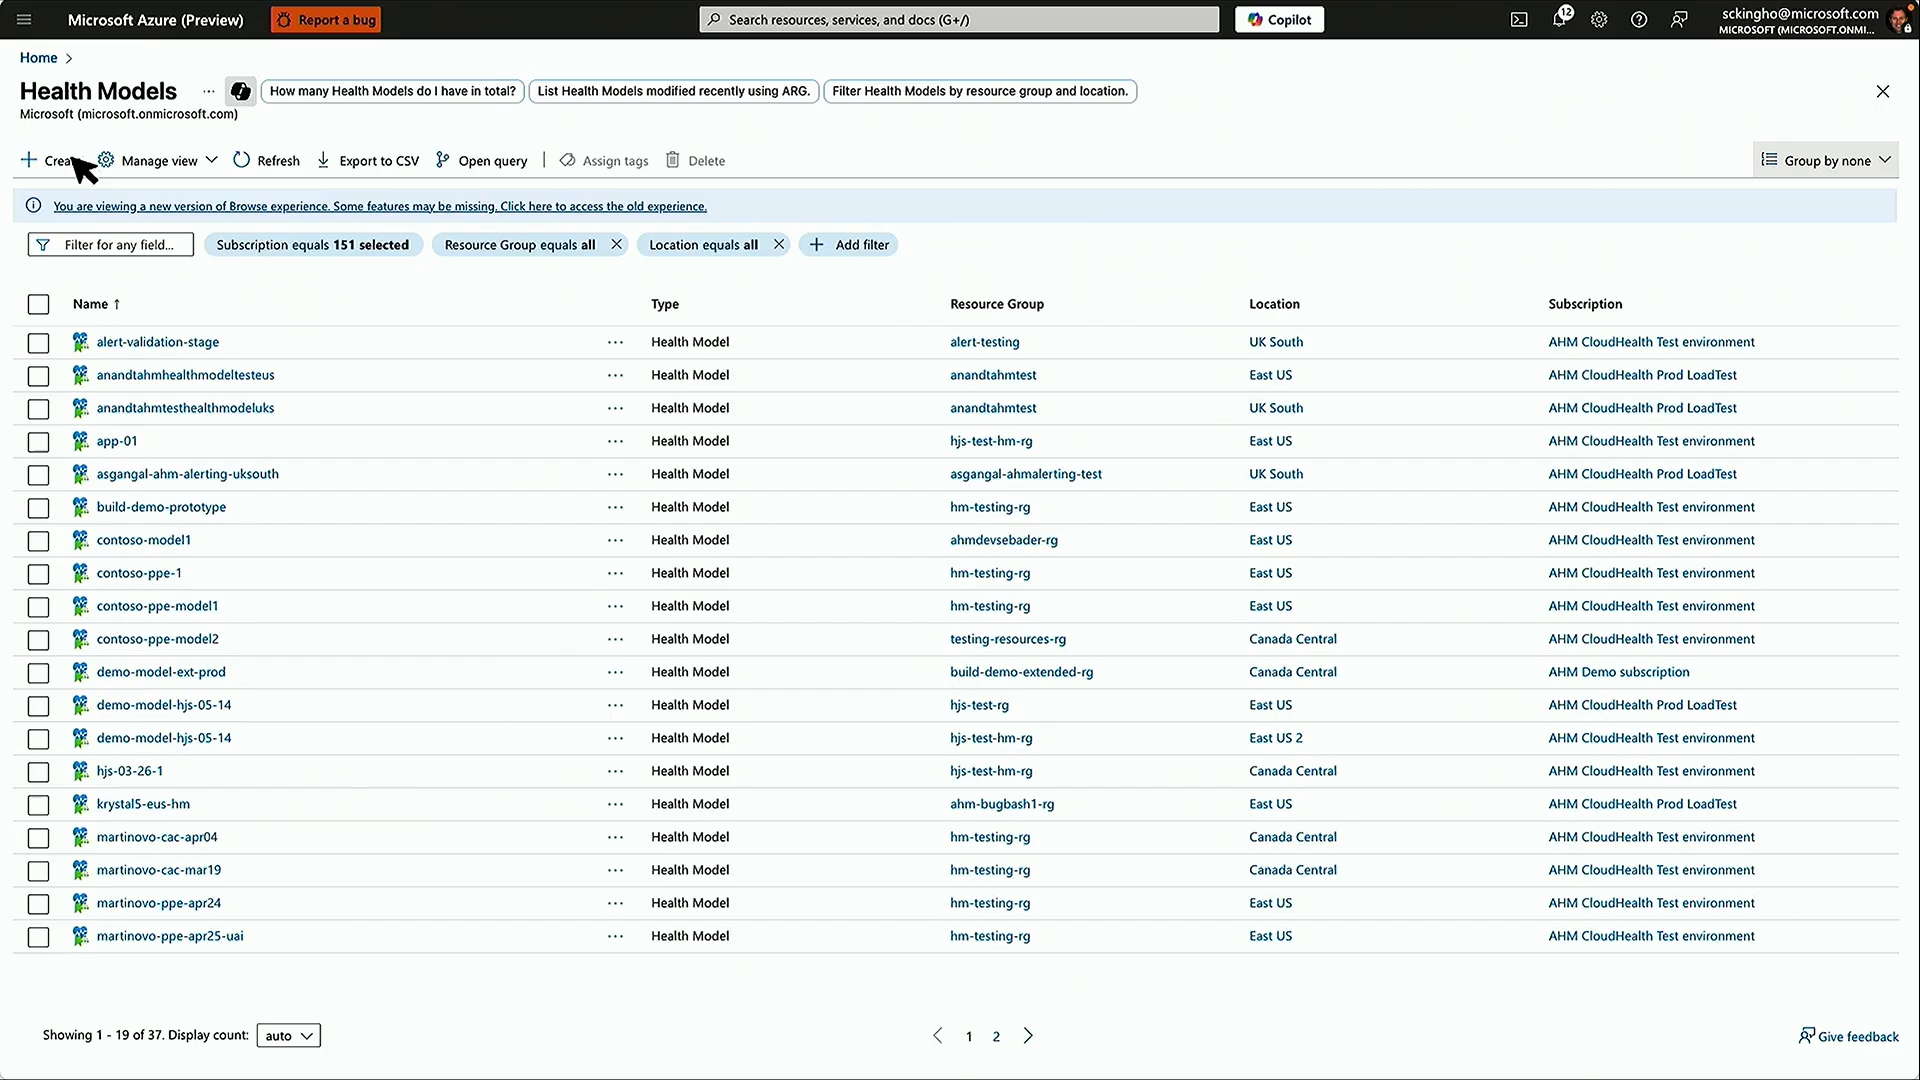 Microsoft Azure (Preview) Report a bug Search resources, services, and docs (G+/) Copilot 12 sckingho@microsoft.com
MICROSOFT (MICROSOFT.ONMI...
Home >
Health Models ... How many Health Models do I have in total? List Health Models modified recently using ARG. Filter Health Models by resource group and location.
Microsoft (microsoft.onmicrosoft.com)
Manage view Refresh Export to CSV Open query Assign tags Delete Group by none
You are viewing a new version of Browse experience. Some features may be missing. Click here to access the old experience.
Filter for any field... Subscription equals 151 selected Resource Group equals all Location equals all Add filter
Name ↑ Type Resource Group Location Subscription
alert-validation-stage ... Health Model alert-testing UK South AHM CloudHealth Test environment
anandtahmhealthmodeltesteus ... Health Model anandtahmtest East US AHM CloudHealth Prod LoadTest
anandtahmtesthealthmodeluks ... Health Model anandtahmtest UK South AHM CloudHealth Prod LoadTest
app-01 ... Health Model hjs-test-hm-rg East US AHM CloudHealth Test environment
asgangal-ahm-alerting-uksouth ... Health Model asgangal-ahmalerting-test UK South AHM CloudHealth Prod LoadTest
build-demo-prototype ... Health Model hm-testing-rg East US AHM CloudHealth Test environment
contoso-model1 ... Health Model ahmdevsebader-rg East US AHM CloudHealth Test environment
contoso-ppe-1 ... Health Model hm-testing-rg East US AHM CloudHealth Test environment
contoso-ppe-model1 ... Health Model hm-testing-rg East US AHM CloudHealth Test environment
contoso-ppe-model2 ... Health Model testing-resources-rg Canada Central AHM CloudHealth Test environment
demo-model-ext-prod ... Health Model build-demo-extended-rg Canada Central AHM Demo subscription
demo-model-hjs-05-14 ... Health Model hjs-test-rg East US AHM CloudHealth Prod LoadTest
demo-model-hjs-05-14 ... Health Model hjs-test-hm-rg East US 2 AHM CloudHealth Test environment
hjs-03-26-1 ... Health Model hjs-test-hm-rg Canada Central AHM CloudHealth Test environment
krystal5-eus-hm ... Health Model ahm-bugbash1-rg East US AHM CloudHealth Prod LoadTest
martinovo-cac-apr04 ... Health Model hm-testing-rg Canada Central AHM CloudHealth Test environment
martinovo-cac-mar19 ... Health Model hm-testing-rg Canada Central AHM CloudHealth Test environment
martinovo-ppe-apr24 ... Health Model hm-testing-rg East US AHM CloudHealth Test environment
martinovo-ppe-apr25-uai ... Health Model hm-testing-rg East US AHM CloudHealth Test environment
Showing 1 - 19 of 37. Display count: auto < 1 2 > Give feedback